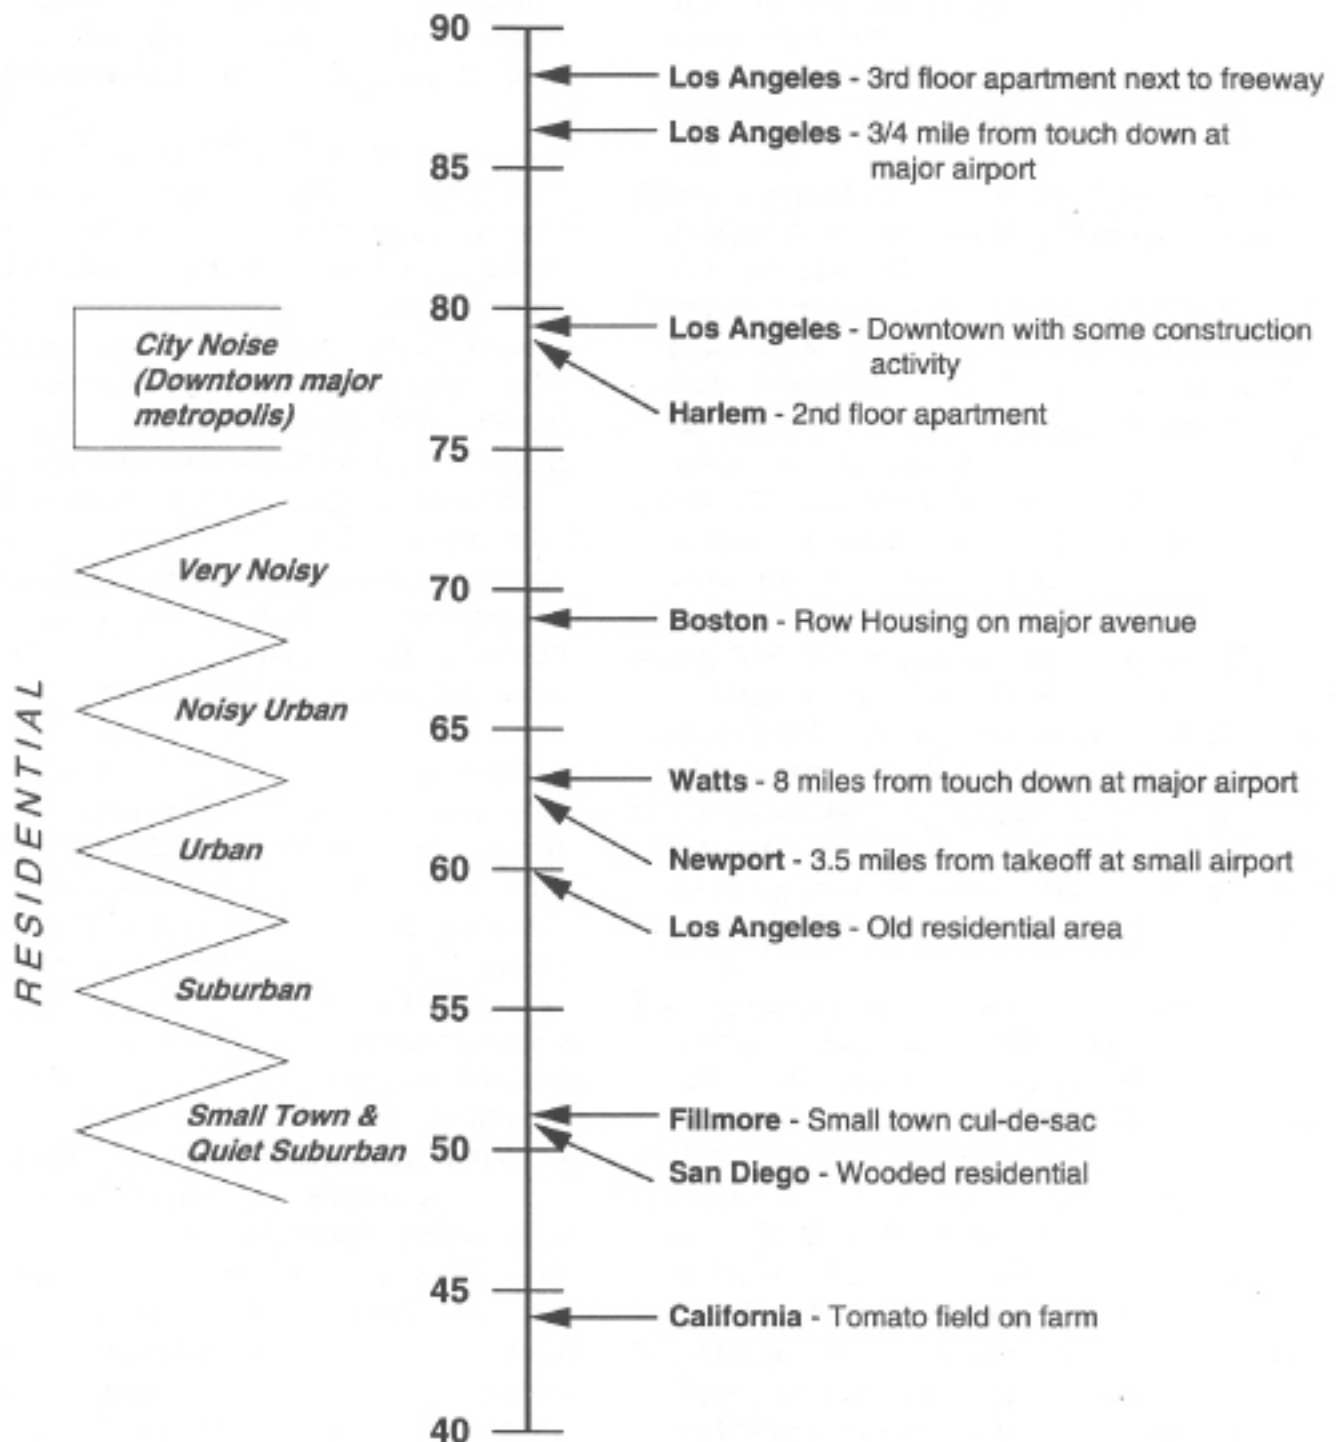 90
Los Angeles - 3rd floor apartment next to freeway
Los Angeles - 3/4 mile from touch down at
major airport
85
80
Los Angeles - Downtown with some construction
activity
Harlem - 2nd floor apartment
City Noise
(Downtown major
metropolis)
75
Very Noisy
70
Boston - Row Housing on major avenue
Noisy Urban
65
Watts - 8 miles from touch down at major airport
Urban
Newport - 3.5 miles from takeoff at small airport
60
Los Angeles - Old residential area
RESIDENTIAL
Suburban
55
Small Town &
Quiet Suburban
Fillmore - Small town cul-de-sac
50
San Diego - Wooded residential
45
California - Tomato field on farm
40